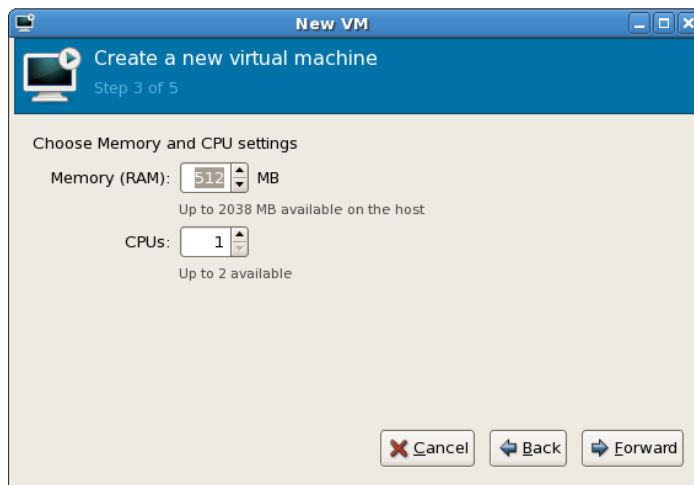 New VM
Create a new virtual machine
Step 3 of 5
Choose Memory and CPU settings
Memory (RAM): 512 MB
Up to 2038 MB available on the host
CPUs: 1
Up to 2 available
Cancel Back Forward